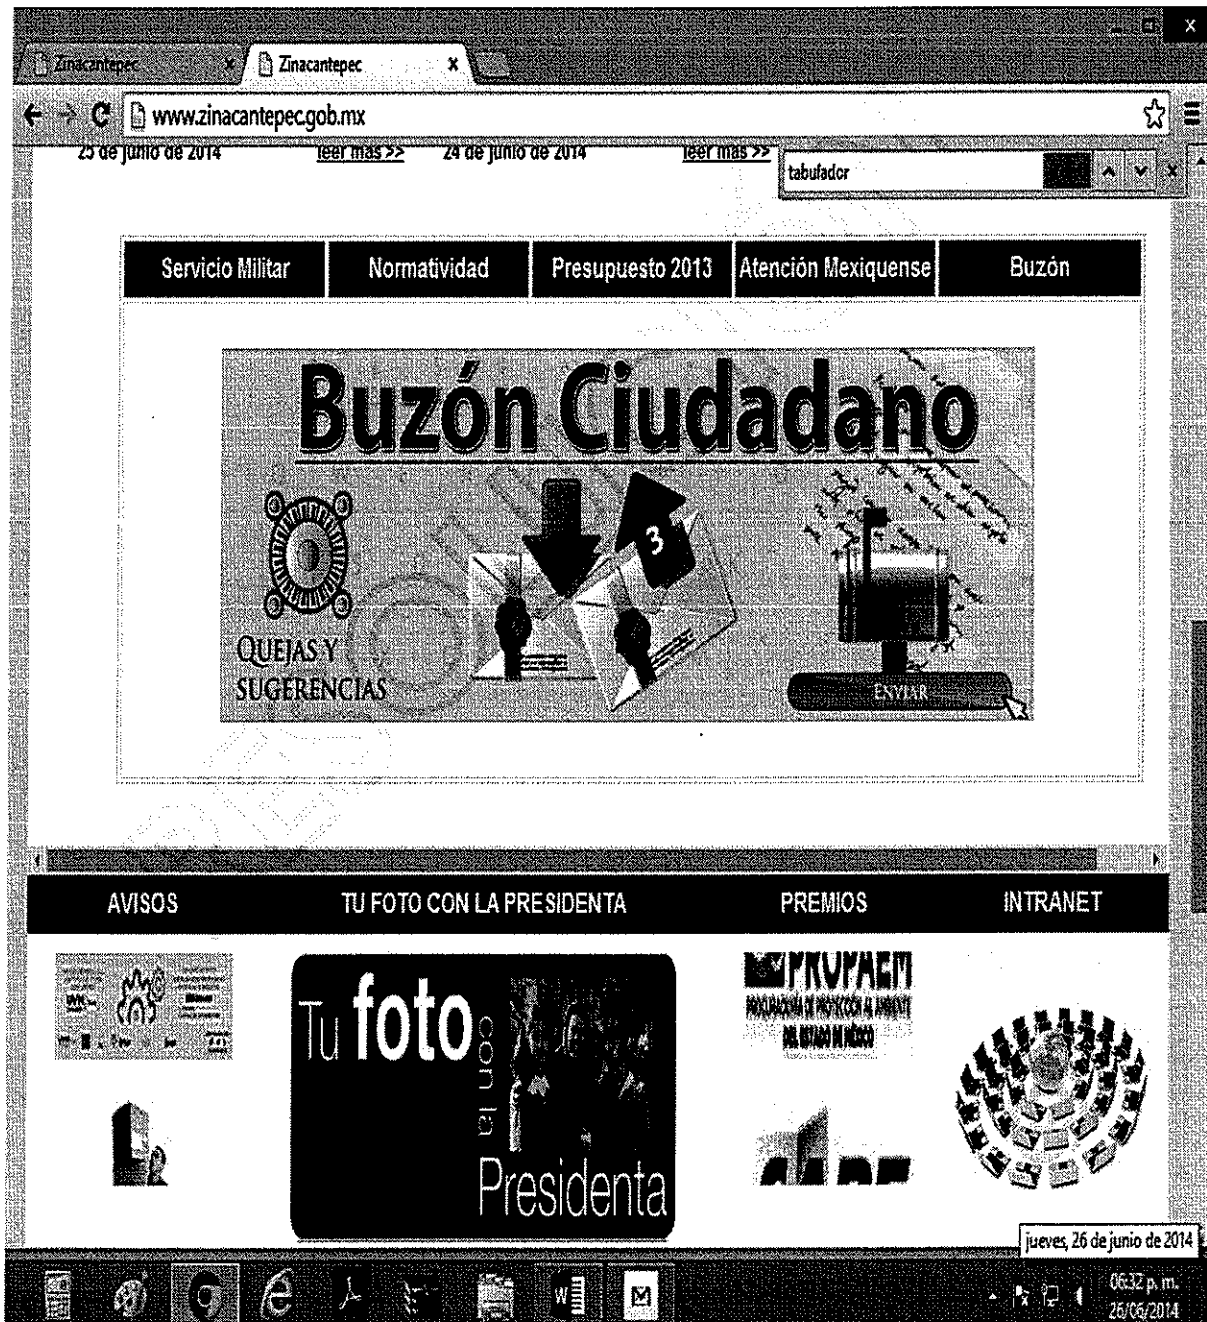 Zinacantepec
Zinacantepec
www.zinacantepec.gob.mx
25 de junio de 2014 leer mas >> 24 de junio de 2014 leer mas >>
tabulador
Servicio Militar Normatividad Presupuesto 2013 Atención Mexiquense Buzón
Buzón Ciudadano
3
QUEJAS Y
SUGERENCIAS
ENVIAR
AVISOS TU FOTO CON LA PRESIDENTA PREMIOS INTRANET
Tu foto con la
Presidenta
PROPAEM
PROCURADURÍA DE PROTECCIÓN AL AMBIENTE
DEL ESTADO DE MÉXICO
jueves, 26 de junio de 2014
06:32 p. m.
26/06/2014